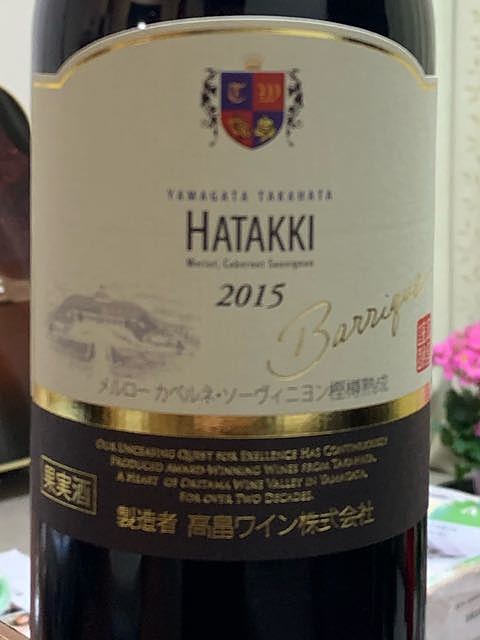 T W
YAMAGATA TAKAHATA
HATAKKI
Merlot, Cabernet Sauvignon
2015
Barrique
メルロー カベルネ・ソーヴィニヨン樫樽熟成
OUR UNCEASING QUEST FOR EXELLENCE HAS CONTINUOUSLY
PRODUCED AWARD-WINNING WINES FROM TAKAHATA,
A HEART OF OKITAMA WINE VALLEY IN YAMAGATA,
FOR OVER TWO DECADES.
果実酒
製造者 高畠ワイン株式会社